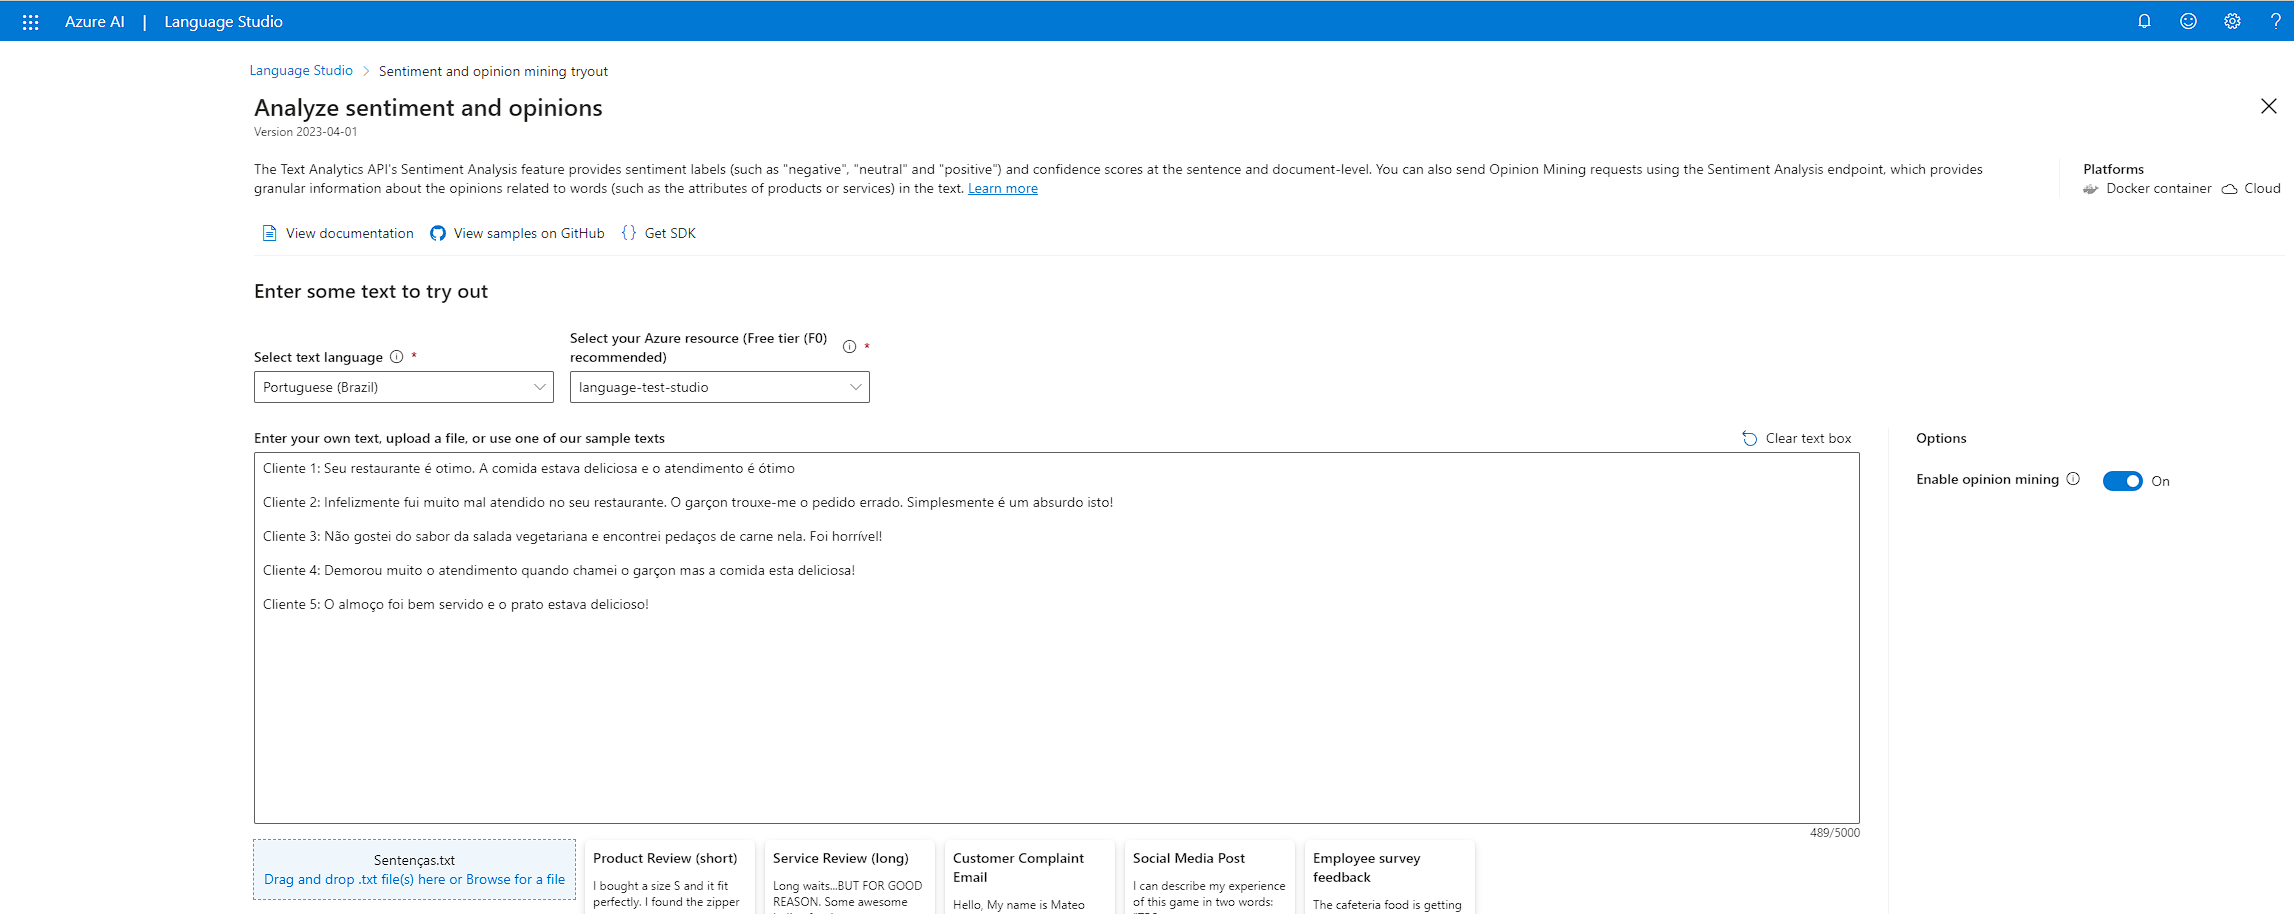 Azure AI | Language Studio
Language Studio > Sentiment and opinion mining tryout
Analyze sentiment and opinions
Version 2023-04-01
The Text Analytics API's Sentiment Analysis feature provides sentiment labels (such as "negative", "neutral" and "positive") and confidence scores at the sentence and document-level. You can also send Opinion Mining requests using the Sentiment Analysis endpoint, which provides
granular information about the opinions related to words (such as the attributes of products or services) in the text. Learn more
Platforms
Docker container Cloud
View documentation View samples on GitHub {} Get SDK
Enter some text to try out
Select text language *
Portuguese (Brazil)
Select your Azure resource (Free tier (F0)
recommended) *
language-test-studio
Enter your own text, upload a file, or use one of our sample texts
Clear text box
Cliente 1: Seu restaurante é otimo. A comida estava deliciosa e o atendimento é ótimo
Cliente 2: Infelizmente fui muito mal atendido no seu restaurante. O garçon trouxe-me o pedido errado. Simplesmente é um absurdo isto!
Cliente 3: Não gostei do sabor da salada vegetariana e encontrei pedaços de carne nela. Foi horrível!
Cliente 4: Demorou muito o atendimento quando chamei o garçon mas a comida esta deliciosa!
Cliente 5: O almoço foi bem servido e o prato estava delicioso!
489/5000
Options
Enable opinion mining On
Sentenças.txt
Drag and drop .txt file(s) here or Browse for a file
Product Review (short)
I bought a size S and it fit
perfectly. I found the zipper
Service Review (long)
Long waits...BUT FOR GOOD
REASON. Some awesome
Customer Complaint
Email
Hello, My name is Mateo
Social Media Post
I can describe my experience
of this game in two words:
Employee survey
feedback
The cafeteria food is getting